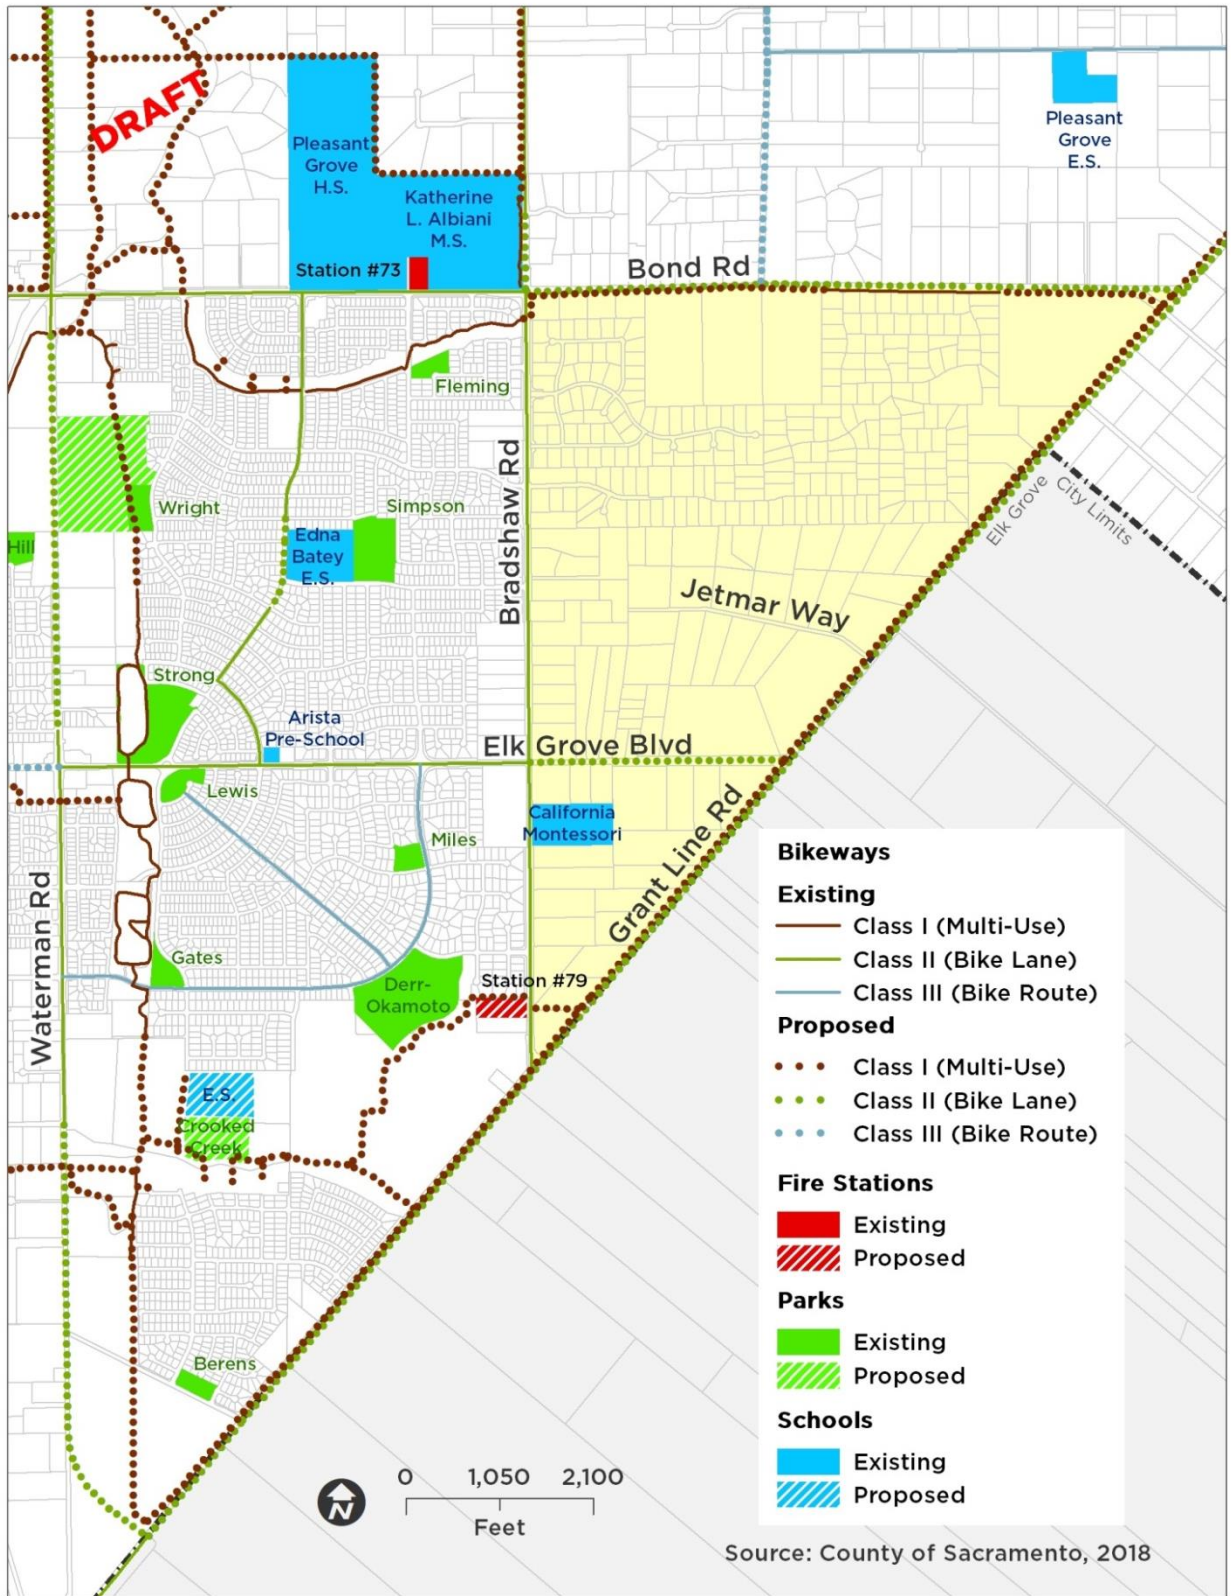 DRAFT
Pleasant
Grove
H.S.
Katherine
L. Albiani
M.S.
Station #73
Pleasant
Grove
E.S.
Bond Rd
Fleming
Bradshaw Rd
Wright
Simpson
Hill
Edna
Batey
E.S.
Elk Grove
City Limits
Jetmar Way
Strong
Arista
Pre-School
Elk Grove Blvd
Lewis
Miles
California
Montessori
Grant Line Rd
Waterman Rd
Gates
Derr-
Okamoto
Station #79
E.S.
Crooked
Creek
Berens
Bikeways
Existing
Class I (Multi-Use)
Class II (Bike Lane)
Class III (Bike Route)
Proposed
Class I (Multi-Use)
Class II (Bike Lane)
Class III (Bike Route)
Fire Stations
Existing
Proposed
Parks
Existing
Proposed
Schools
Existing
Proposed
N
0 1,050 2,100
Feet
Source: County of Sacramento, 2018